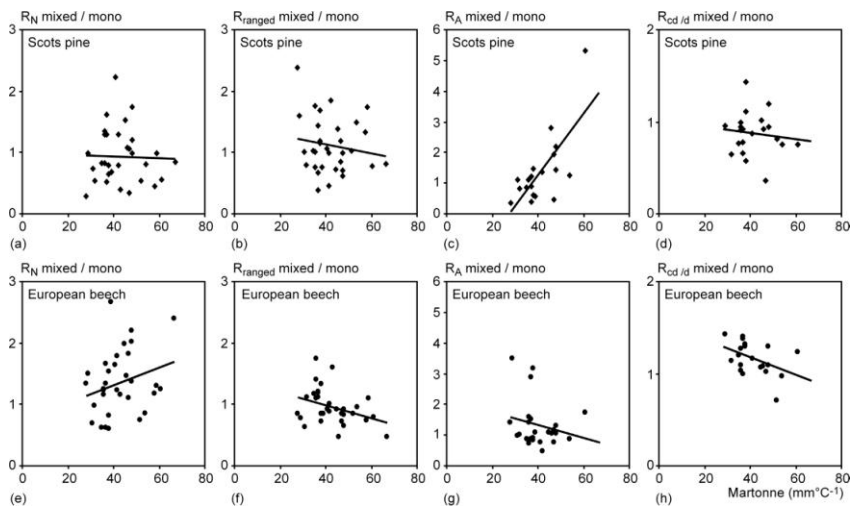 R_N mixed / mono R_ranged mixed / mono R_A mixed / mono R_cd /d mixed / mono
3 3 6 2
Scots pine Scots pine Scots pine Scots pine
5
2 2 4
3 1
1 1 2
1
0 0 0 0
0 20 40 60 80 0 20 40 60 80 0 20 40 60 80 0 20 40 60 80
(a) (b) (c) (d)
R_N mixed / mono R_ranged mixed / mono R_A mixed / mono R_cd /d mixed / mono
3 3 6 2
European beech European beech European beech European beech
5
2 2 4
3 1
1 1 2
1
0 0 0 0
0 20 40 60 80 0 20 40 60 80 0 20 40 60 80 0 20 40 60 80
(e) (f) (g) (h) Martonne (mm°C⁻¹)